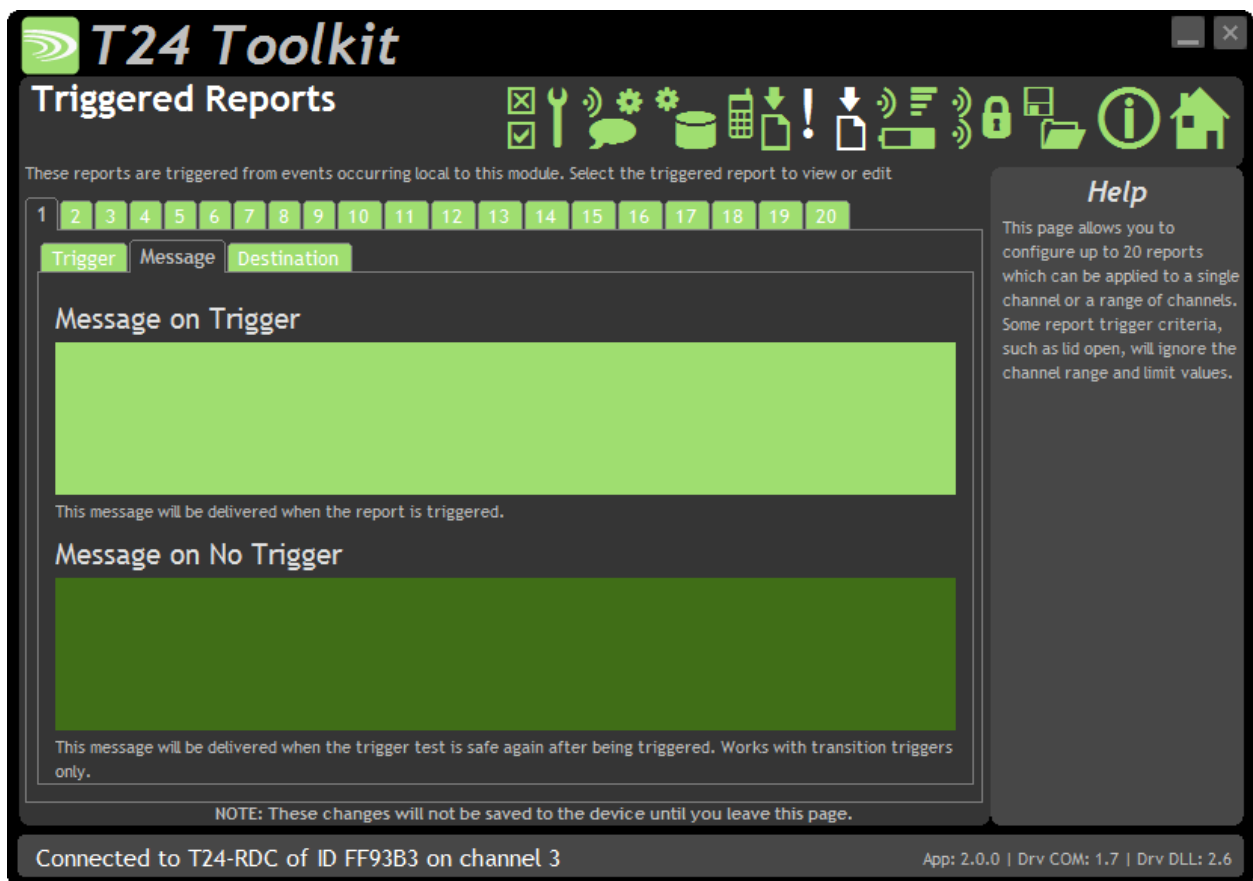 T24 Toolkit
Triggered Reports
These reports are triggered from events occurring local to this module. Select the triggered report to view or edit
1 2 3 4 5 6 7 8 9 10 11 12 13 14 15 16 17 18 19 20
Trigger Message Destination
Message on Trigger
This message will be delivered when the report is triggered.
Message on No Trigger
This message will be delivered when the trigger test is safe again after being triggered. Works with transition triggers
only.
NOTE: These changes will not be saved to the device until you leave this page.
Help
This page allows you to
configure up to 20 reports
which can be applied to a single
channel or a range of channels.
Some report trigger criteria,
such as lid open, will ignore the
channel range and limit values.
Connected to T24-RDC of ID FF93B3 on channel 3
App: 2.0.0 | Drv COM: 1.7 | Drv DLL: 2.6